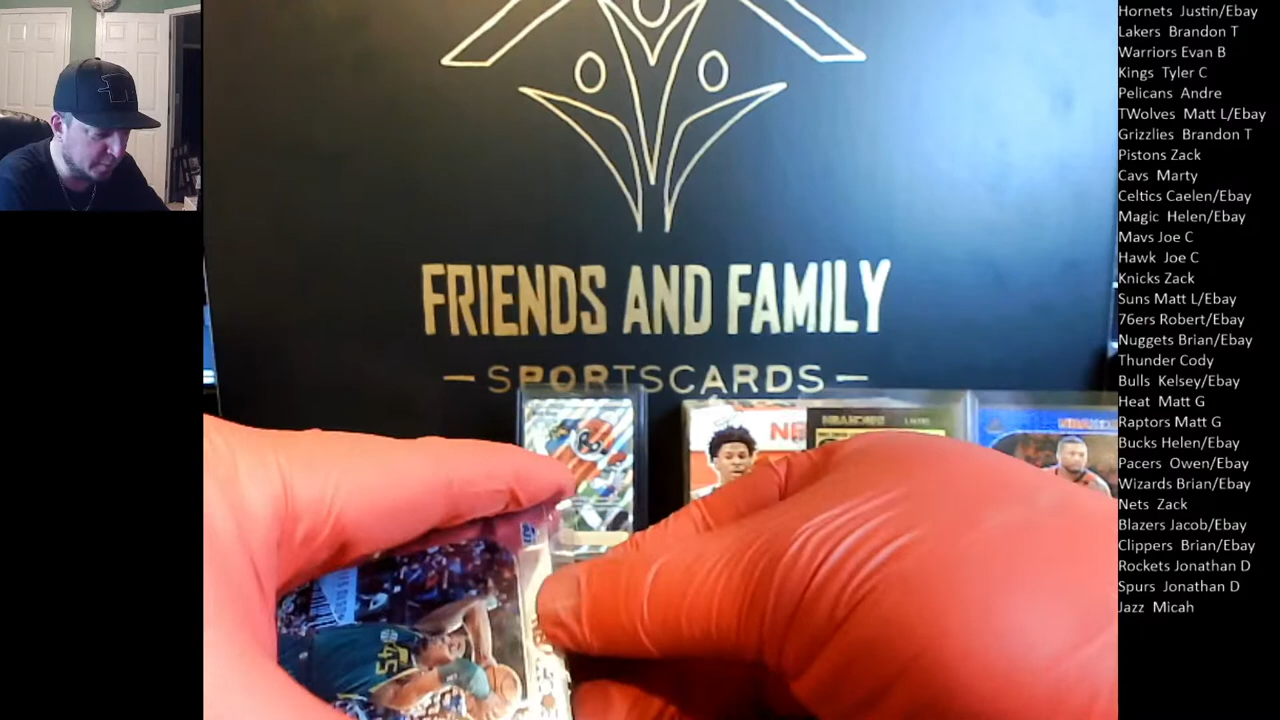 FRIENDS AND FAMILY
SPORTSCARDS
45
Hornets Justin/Ebay
Lakers Brandon T
Warriors Evan B
Kings Tyler C
Pelicans Andre
TWolves Matt L/Ebay
Grizzlies Brandon T
Pistons Zack
Cavs Marty
Celtics Caelen/Ebay
Magic Helen/Ebay
Mavs Joe C
Hawk Joe C
Knicks Zack
Suns Matt L/Ebay
76ers Robert/Ebay
Nuggets Brian/Ebay
Thunder Cody
Bulls Kelsey/Ebay
Heat Matt G
Raptors Matt G
Bucks Helen/Ebay
Pacers Owen/Ebay
Wizards Brian/Ebay
Nets Zack
Blazers Jacob/Ebay
Clippers Brian/Ebay
Rockets Jonathan D
Spurs Jonathan D
Jazz Micah